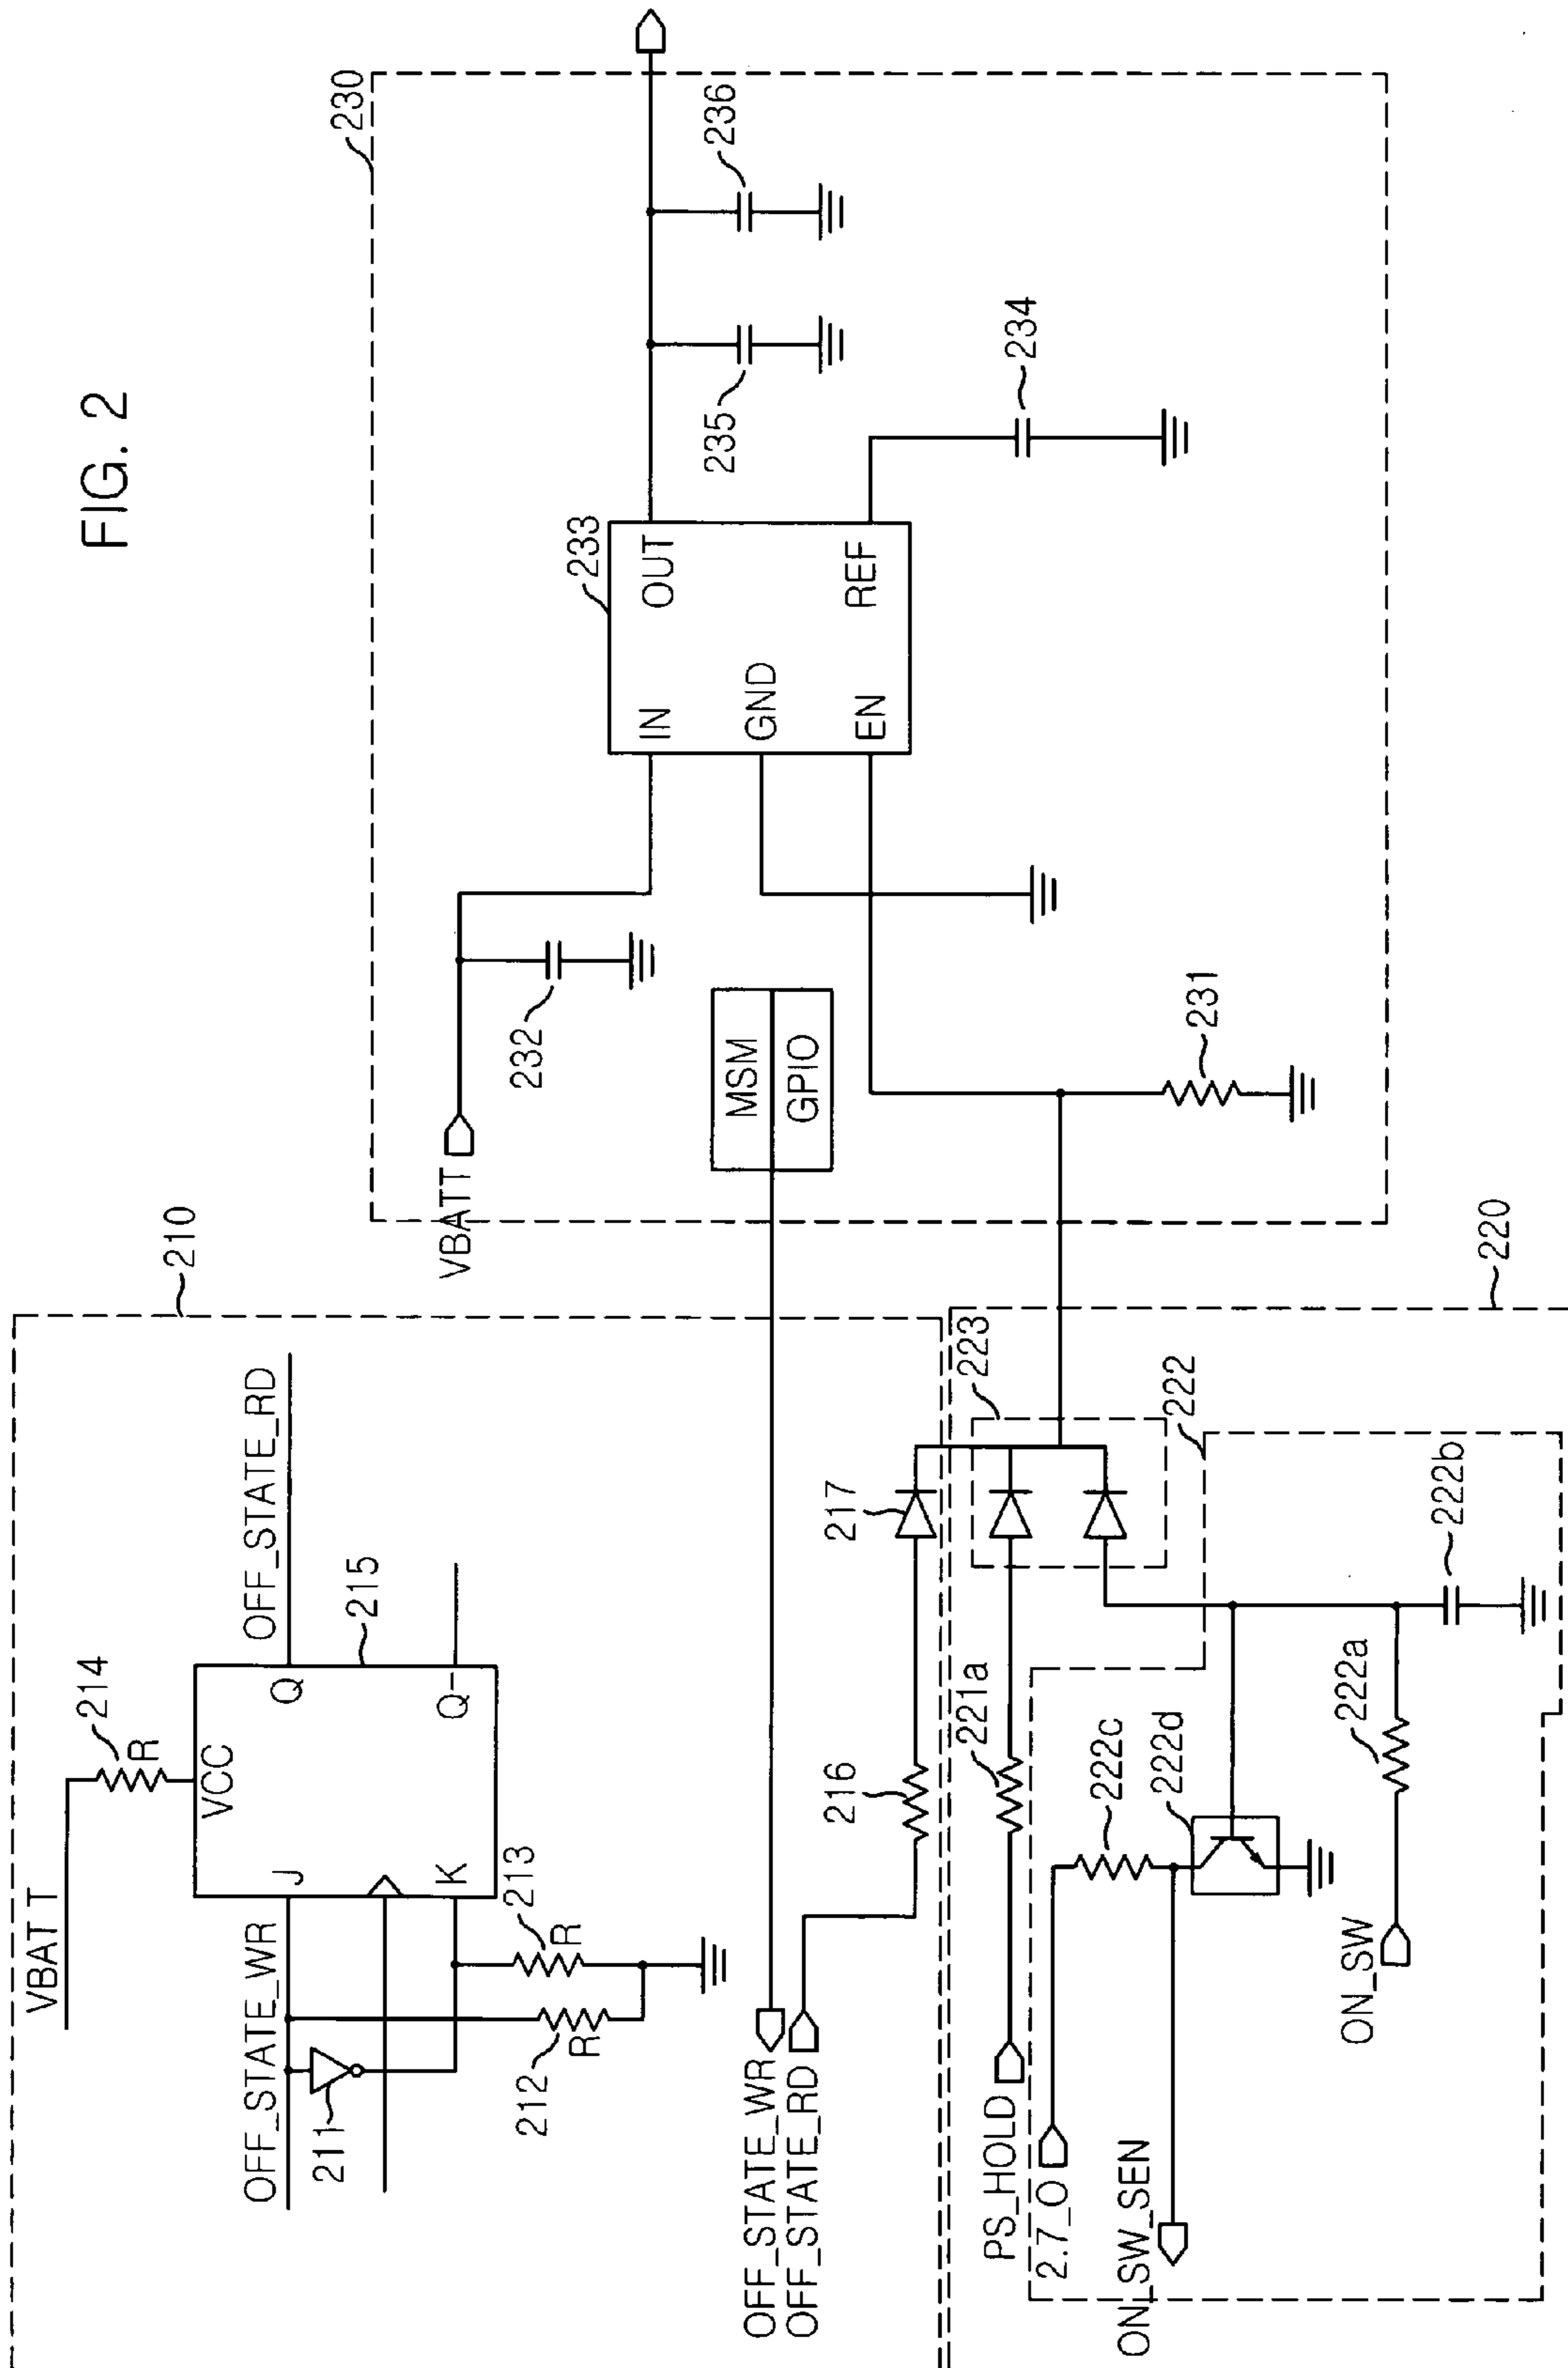 FIG. 2
210
VBAT T
214
R
VCC
OFF_STATE_WR
J
Q
OFF_STATE_RD
211
215
K
Q-
213
R
212
R
OFF_STATE_WR
OFF_STATE_RD
216
217
230
VBATT
232
233
IN
OUT
GND
EN
REF
235
236
234
MSM
GPIO
231
220
223
PS_HOLD
221a
222
2.7_O
222c
222d
ON_SW_SEN
ON_SW
222a
222b